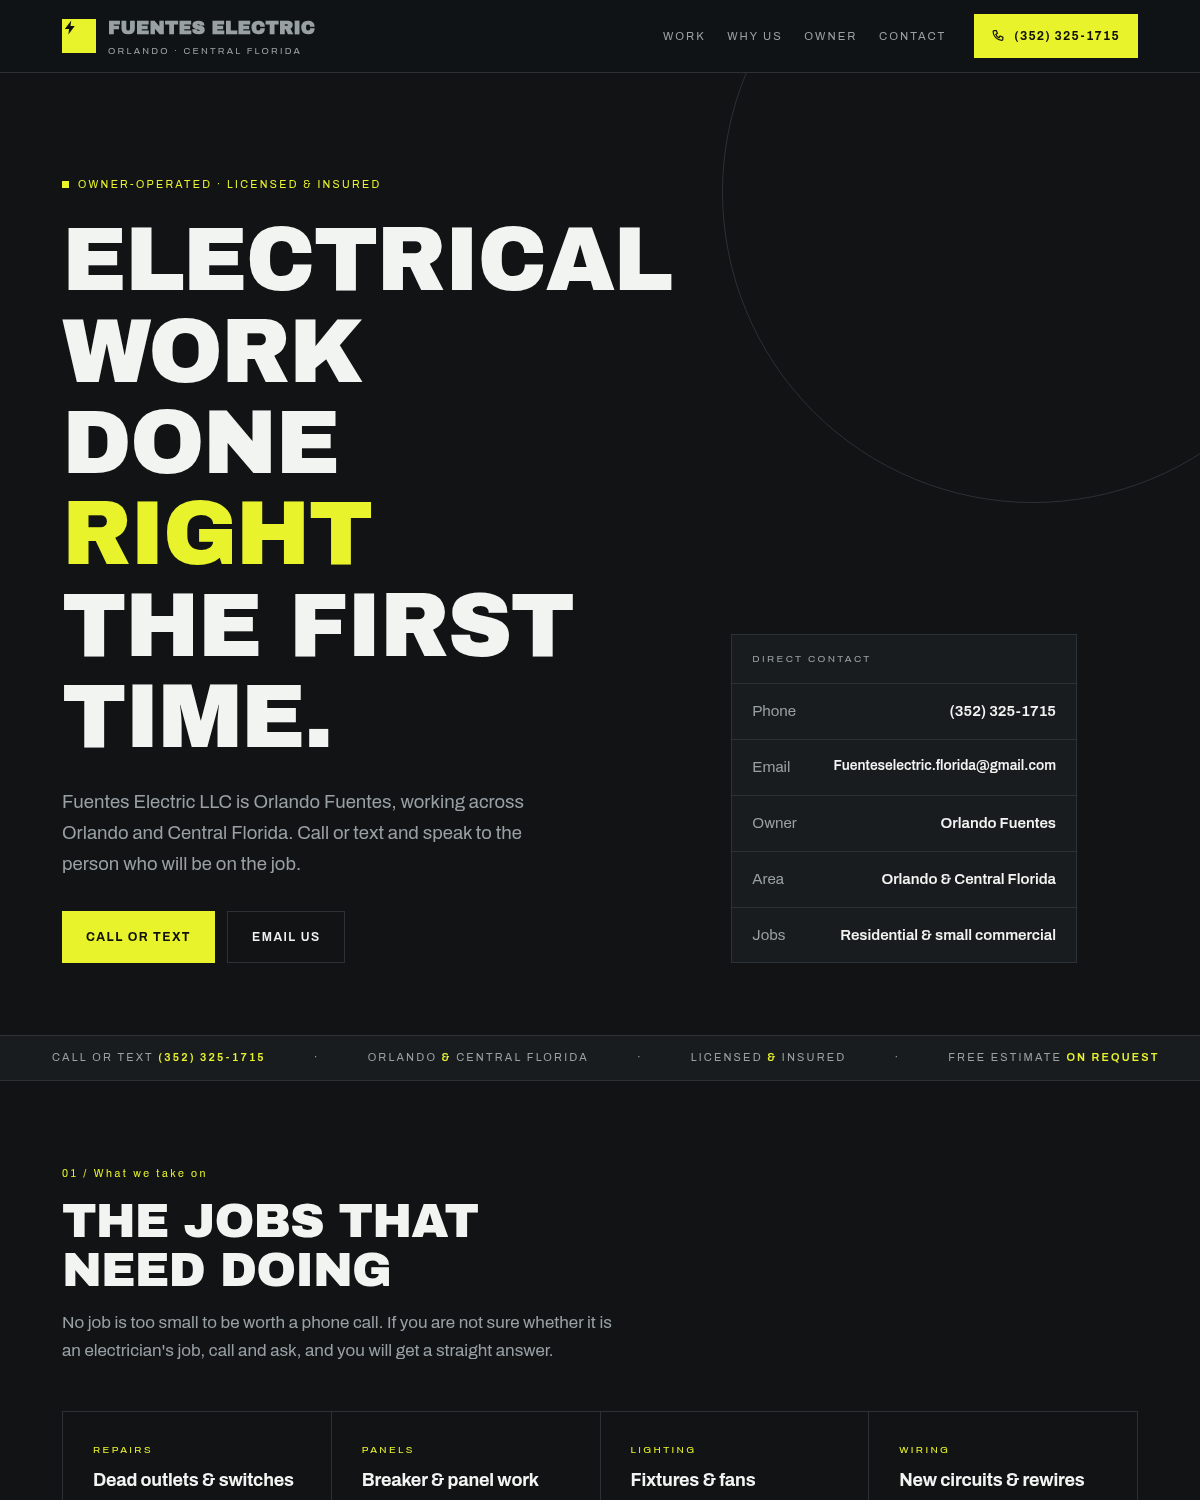 FUENTES ELECTRIC
ORLANDO · CENTRAL FLORIDA
WORK WHY US OWNER CONTACT
(352) 325-1715
OWNER-OPERATED · LICENSED & INSURED
ELECTRICAL
WORK
DONE
RIGHT
THE FIRST
TIME.
Fuentes Electric LLC is Orlando Fuentes, working across
Orlando and Central Florida. Call or text and speak to the
person who will be on the job.
CALL OR TEXT
EMAIL US
DIRECT CONTACT
Phone (352) 325-1715
Email Fuenteselectric.florida@gmail.com
Owner Orlando Fuentes
Area Orlando & Central Florida
Jobs Residential & small commercial
CALL OR TEXT (352) 325-1715 · ORLANDO & CENTRAL FLORIDA · LICENSED & INSURED · FREE ESTIMATE ON REQUEST
01 / What we take on
THE JOBS THAT
NEED DOING
No job is too small to be worth a phone call. If you are not sure whether it is
an electrician's job, call and ask, and you will get a straight answer.
REPAIRS
Dead outlets & switches
PANELS
Breaker & panel work
LIGHTING
Fixtures & fans
WIRING
New circuits & rewires